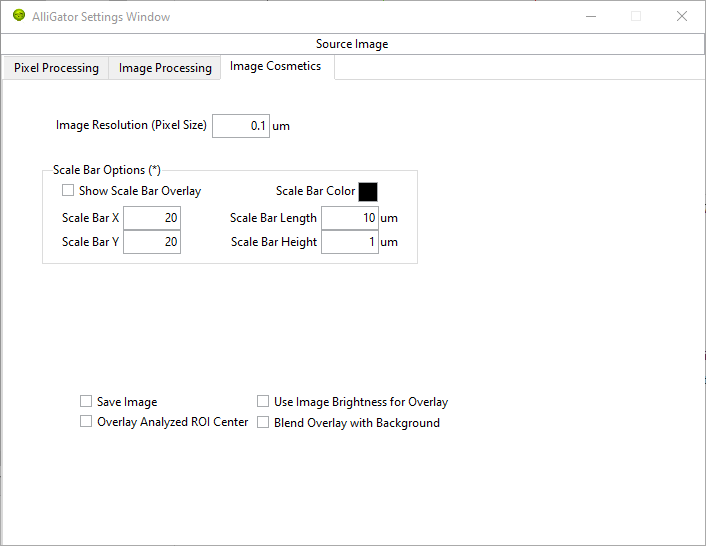 AlliGator Settings Window
Source Image
Pixel Processing Image Processing Image Cosmetics
Image Resolution (Pixel Size) 0.1 um
Scale Bar Options (*)
Show Scale Bar Overlay Scale Bar Color
Scale Bar X 20 Scale Bar Length 10 um
Scale Bar Y 20 Scale Bar Height 1 um
Save Image Use Image Brightness for Overlay
Overlay Analyzed ROI Center Blend Overlay with Background